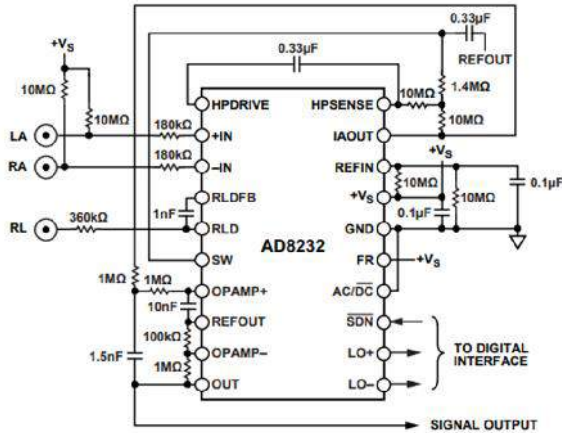 0.33µF
+VS
0.33µF
REFOUT
10MΩ
HPDRIVE
HPSENSE
10MΩ
1.4MΩ
10MΩ
LA
180kΩ
+IN
IAOUT
10MΩ
RA
180kΩ
–IN
REFIN
+VS
10MΩ
0.1µF
RLDFB
+VS
10MΩ
1nF
0.1µF
RL
360kΩ
RLD
AD8232
GND
SW
FR
+VS
1MΩ
1MΩ
OPAMP+
AC/DC
10nF
REFOUT
SDN
100kΩ
TO DIGITAL
INTERFACE
1.5nF
OPAMP–
LO+
1MΩ
OUT
LO–
SIGNAL OUTPUT